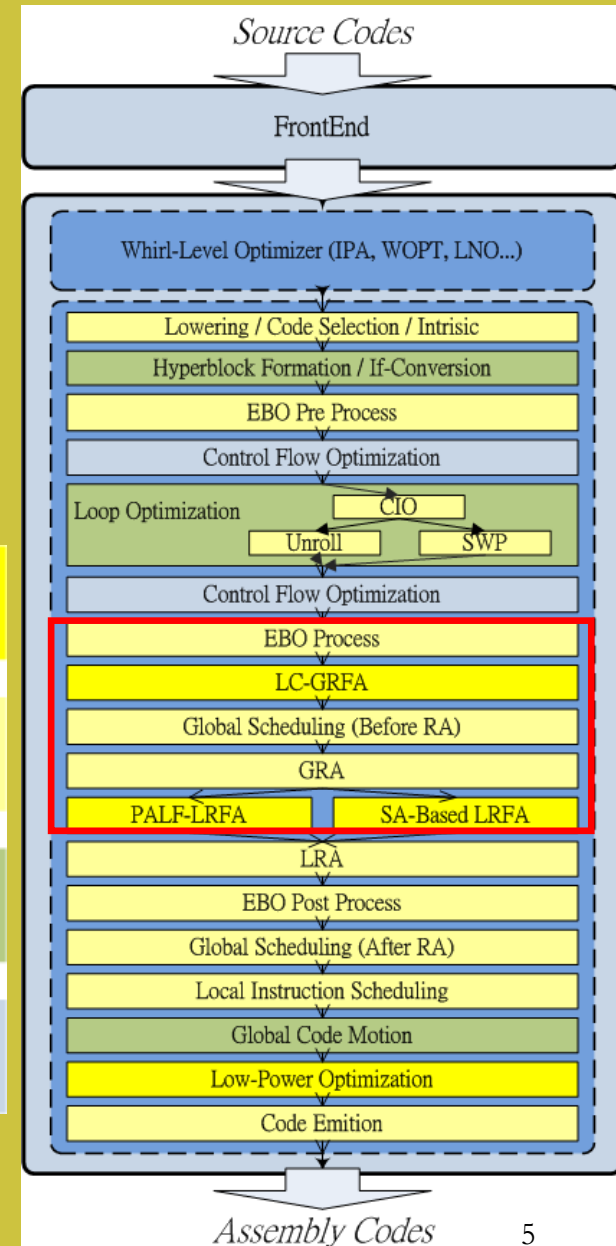 Source Codes
FrontEnd
Whirl-Level Optimizer (IPA, WOPT, LNO...)
Lowering / Code Selection / Intrisic
Hyperblock Formation / If-Conversion
EBO Pre Process
Control Flow Optimization
Loop Optimization
CIO
Unroll SWP
Control Flow Optimization
EBO Process
LC-GRFA
Global Scheduling (Before RA)
GRA
PALF-LRFA SA-Based LRFA
LRA
EBO Post Process
Global Scheduling (After RA)
Local Instruction Scheduling
Global Code Motion
Low-Power Optimization
Code Emition
Assembly Codes 5